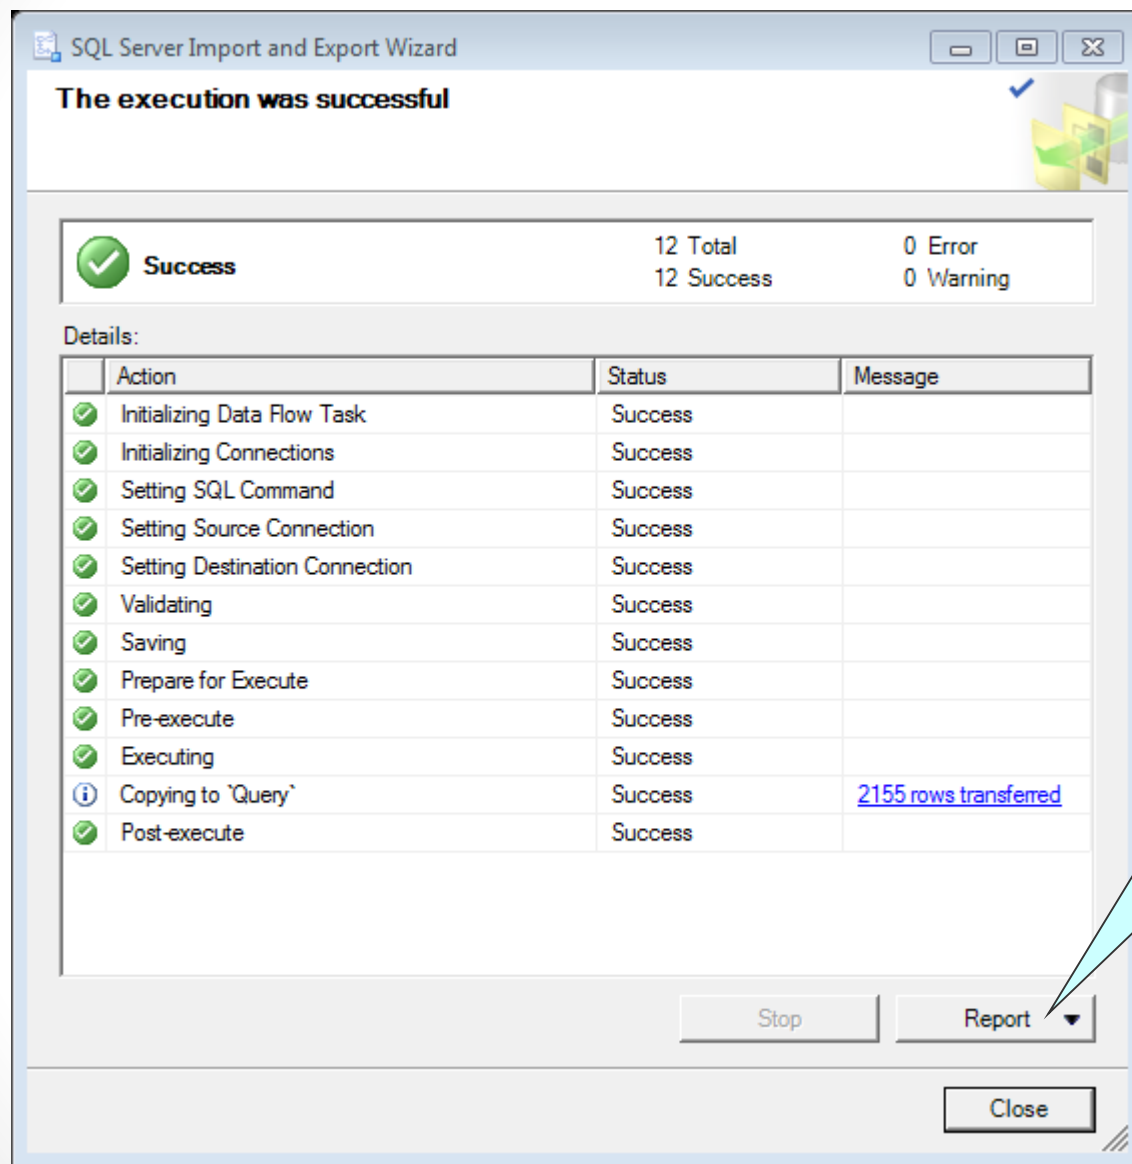 SQL Server Import and Export Wizard
The execution was successful
Success
12 Total 0 Error
12 Success 0 Warning
Details:
Action Status Message
Initializing Data Flow Task Success
Initializing Connections Success
Setting SQL Command Success
Setting Source Connection Success
Setting Destination Connection Success
Validating Success
Saving Success
Prepare for Execute Success
Pre-execute Success
Executing Success
Copying to `Query` Success 2155 rows transferred
Post-execute Success
Stop Report
Close